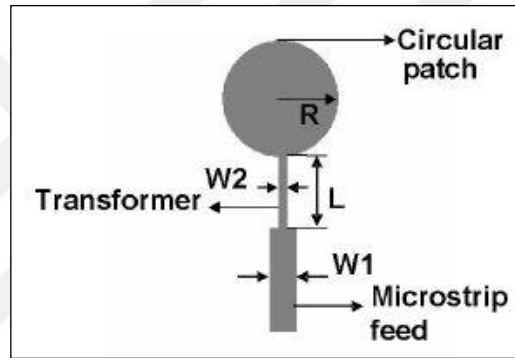 Circular
patch
R
W2
L
Transformer
W1
Microstrip
feed